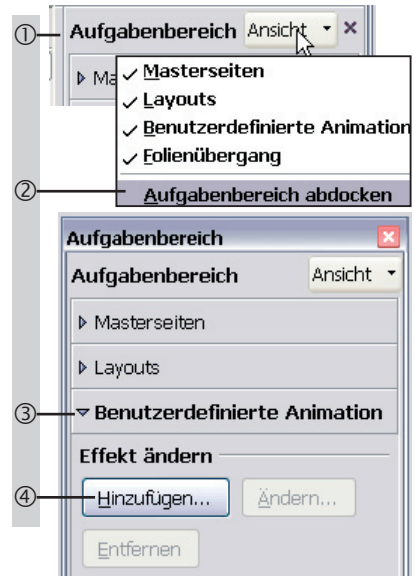 ① Aufgabenbereich Ansicht
Ma
Masterseiten
Layouts
Benutzerdefinierte Animation
Folienübergang
② Aufgabenbereich abdocken
Aufgabenbereich
Aufgabenbereich Ansicht
Masterseiten
Layouts
③ Benutzerdefinierte Animation
Effekt ändern
④ Hinzufügen... Ändern...
Entfernen